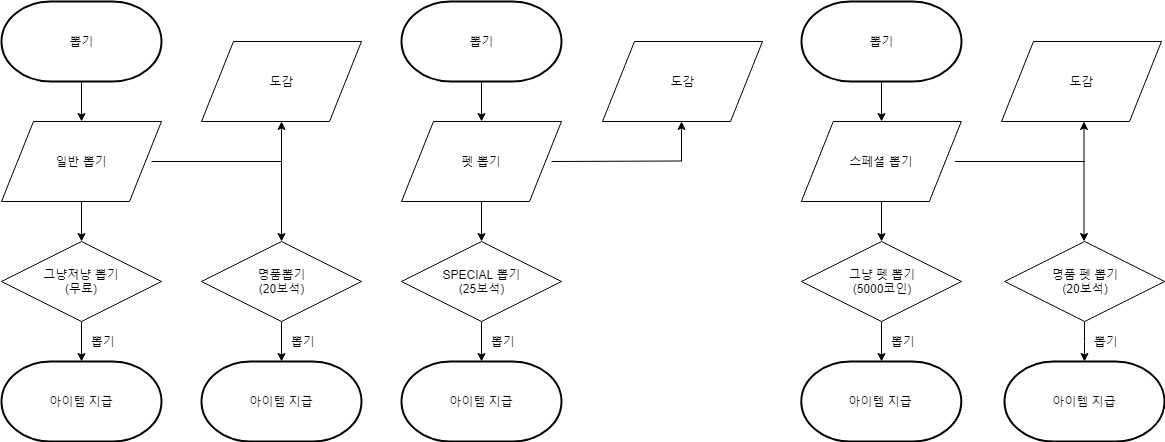 뽑기
도감
일반 뽑기
그냥저냥 뽑기
(무료)
명품뽑기
(20보석)
뽑기
뽑기
아이템 지급
아이템 지급
뽑기
도감
펫 뽑기
SPECIAL 뽑기
(25보석)
뽑기
아이템 지급
뽑기
도감
스페셜 뽑기
그냥 펫 뽑기
(5000코인)
명품 펫 뽑기
(20보석)
뽑기
뽑기
아이템 지급
아이템 지급